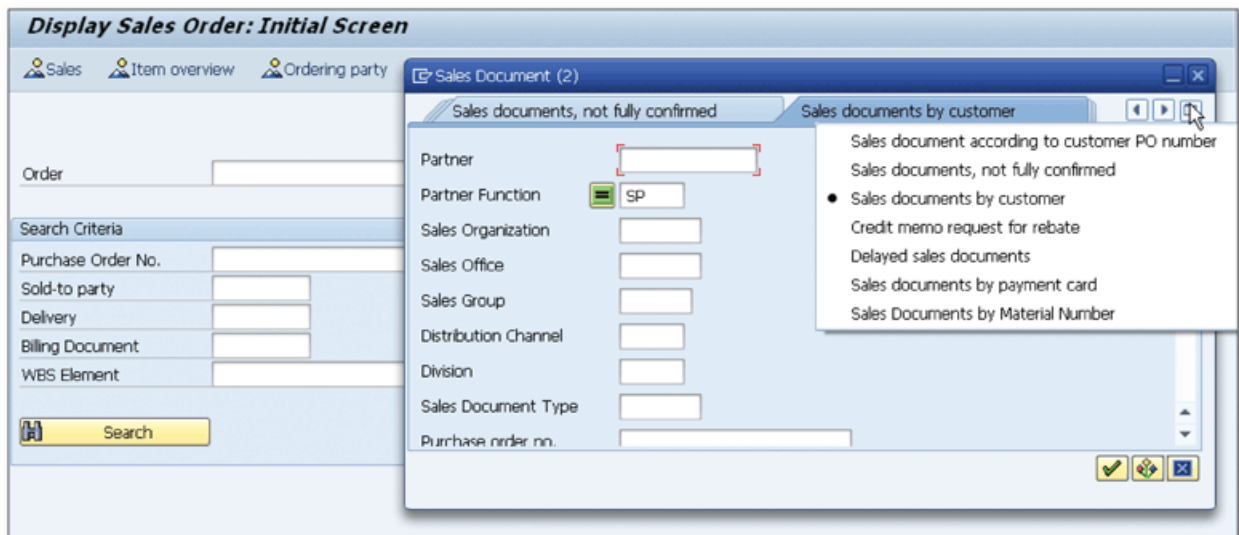 Display Sales Order: Initial Screen
Sales Item overview Ordering party
Order
Search Criteria
Purchase Order No.
Sold-to party
Delivery
Billing Document
WBS Element
Search
Sales Document (2)
Sales documents, not fully confirmed Sales documents by customer
Partner
Partner Function = SP
Sales Organization
Sales Office
Sales Group
Distribution Channel
Division
Sales Document Type
Purchase order no.
Sales document according to customer PO number
Sales documents, not fully confirmed
Sales documents by customer
Credit memo request for rebate
Delayed sales documents
Sales documents by payment card
Sales Documents by Material Number